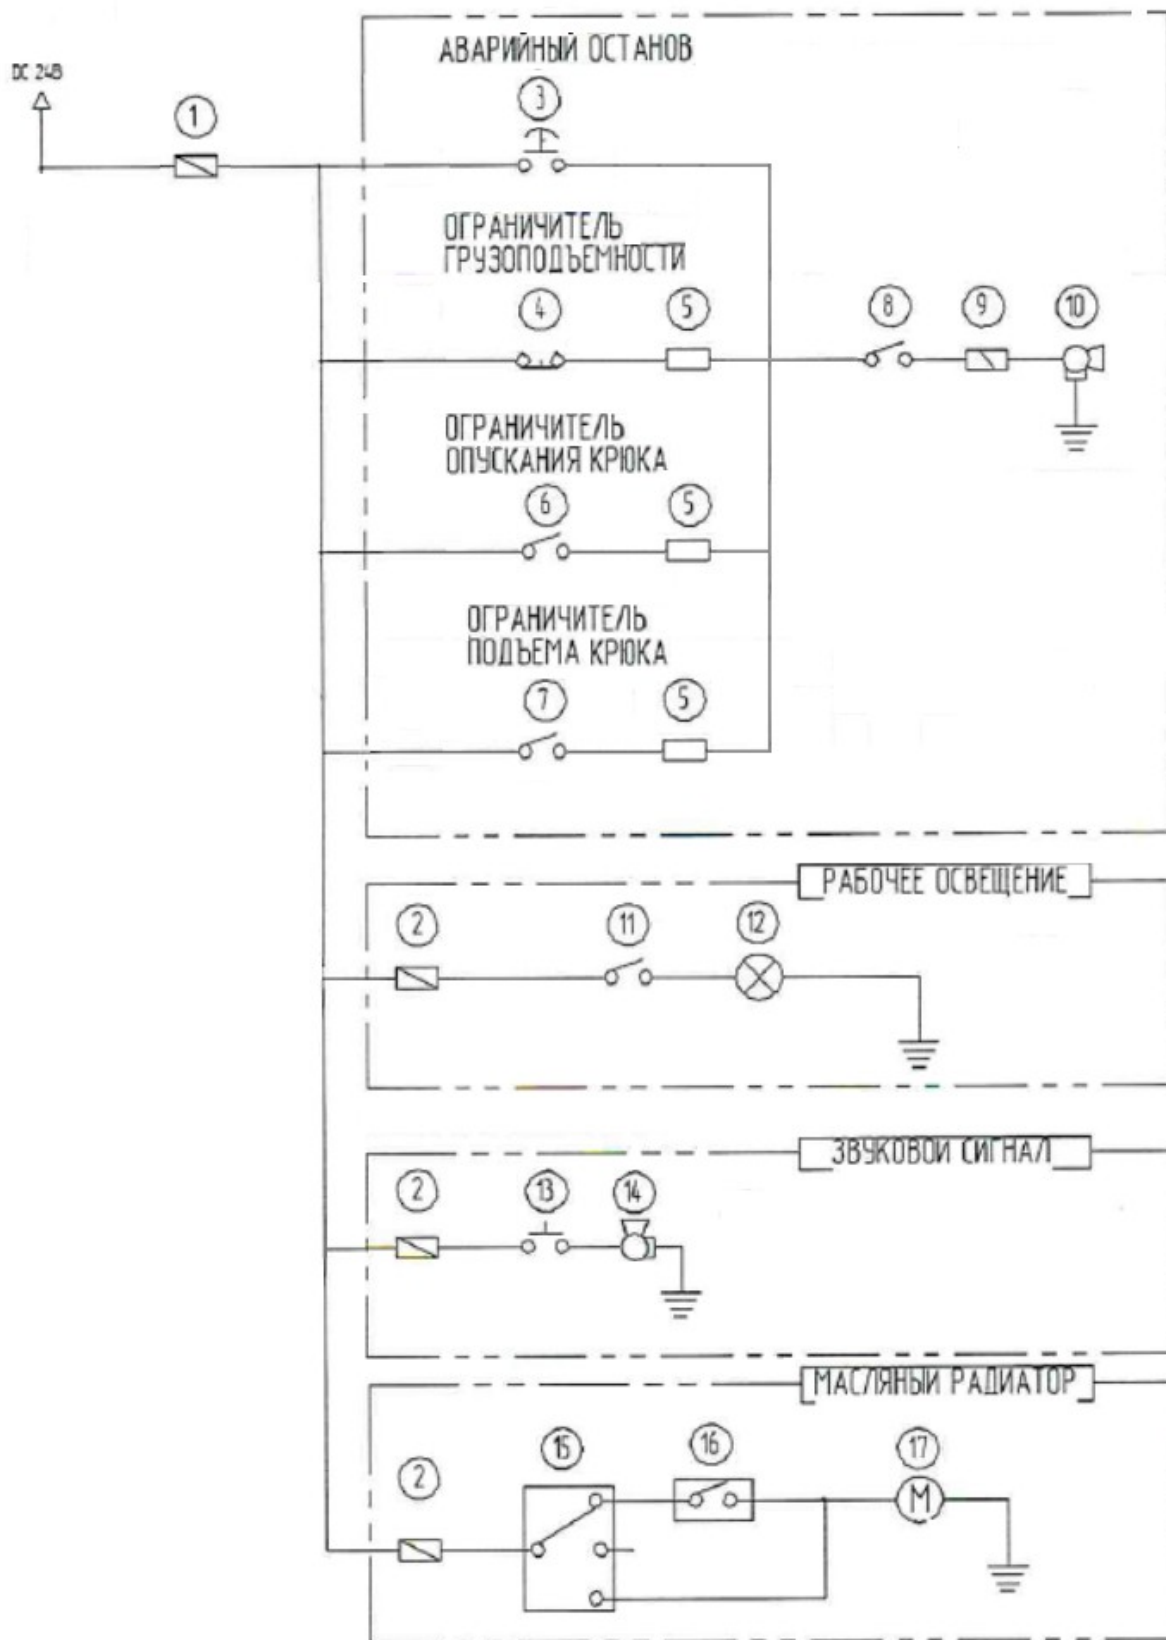 DC 24В
АВАРИЙНЫЙ ОСТАНОВ
1
3
ОГРАНИЧИТЕЛЬ
ГРУЗОПОДЪЕМНОСТИ
4
5
8
9
10
ОГРАНИЧИТЕЛЬ
ОПУСКАНИЯ КРЮКА
6
5
ОГРАНИЧИТЕЛЬ
ПОДЪЕМА КРЮКА
7
5
РАБОЧЕЕ ОСВЕЩЕНИЕ
2
11
12
ЗВУКОВОЙ СИГНАЛ
2
13
14
МАСЛЯНЫЙ РАДИАТОР
2
15
16
17
М